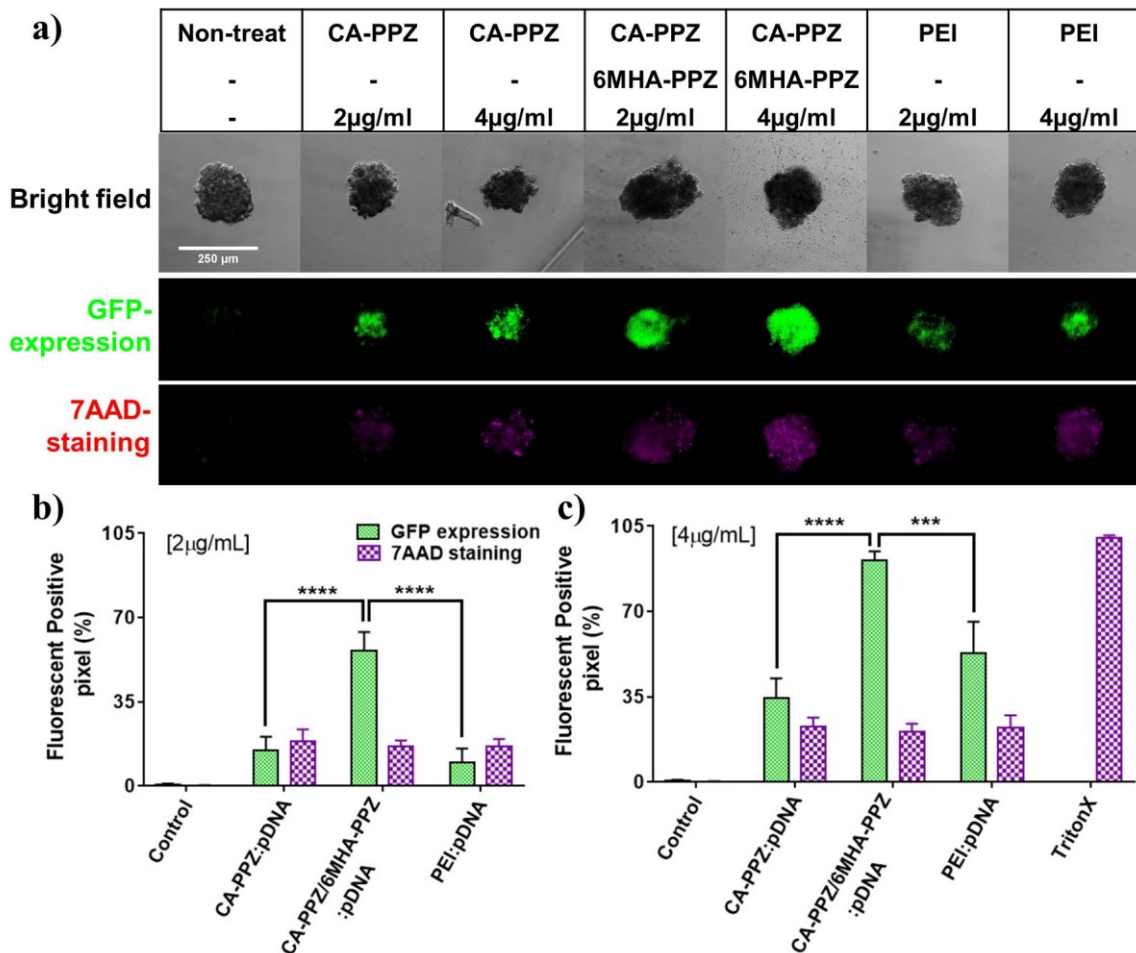 a)
Non-treat CA-PPZ CA-PPZ CA-PPZ CA-PPZ PEI PEI
- - - 6MHA-PPZ 6MHA-PPZ - -
- 2µg/ml 4µg/ml 2µg/ml 4µg/ml 2µg/ml 4µg/ml
Bright field
250 µm
GFP-
expression
7AAD-
staining
b)
[2µg/mL]
GFP expression
7AAD staining
Fluorescent Positive
pixel (%)
105
70
35
0
**** ****
Control
CA-PPZ:pDNA
CA-PPZ/6MHA-PPZ
:pDNA
PEI:pDNA
c)
[4µg/mL]
Fluorescent Positive
pixel (%)
105
70
35
0
**** ***
Control
CA-PPZ:pDNA
CA-PPZ/6MHA-PPZ
:pDNA
PEI:pDNA
TritonX